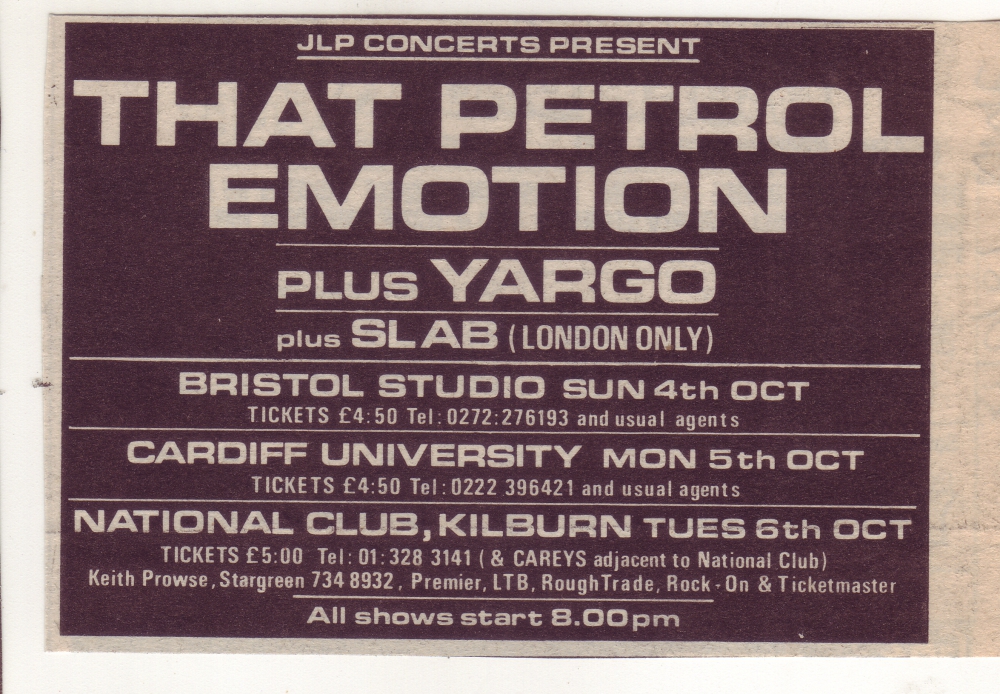 JLP CONCERTS PRESENT
THAT PETROL
EMOTION
PLUS YARGO
plus SLAB (LONDON ONLY)
BRISTOL STUDIO SUN 4th OCT
TICKETS £4:50 Tel: 0272:276193 and usual agents
CARDIFF UNIVERSITY MON 5th OCT
TICKETS £4:50 Tel: 0222 396421 and usual agents
NATIONAL CLUB, KILBURN TUES 6th OCT
TICKETS £5:00 Tel: 01: 328 3141 ( & CAREYS adjacent to National Club)
Keith Prowse, Stargreen 734 8932, Premier, LTB, Rough Trade, Rock-On & Ticketmaster
All shows start 8.00pm